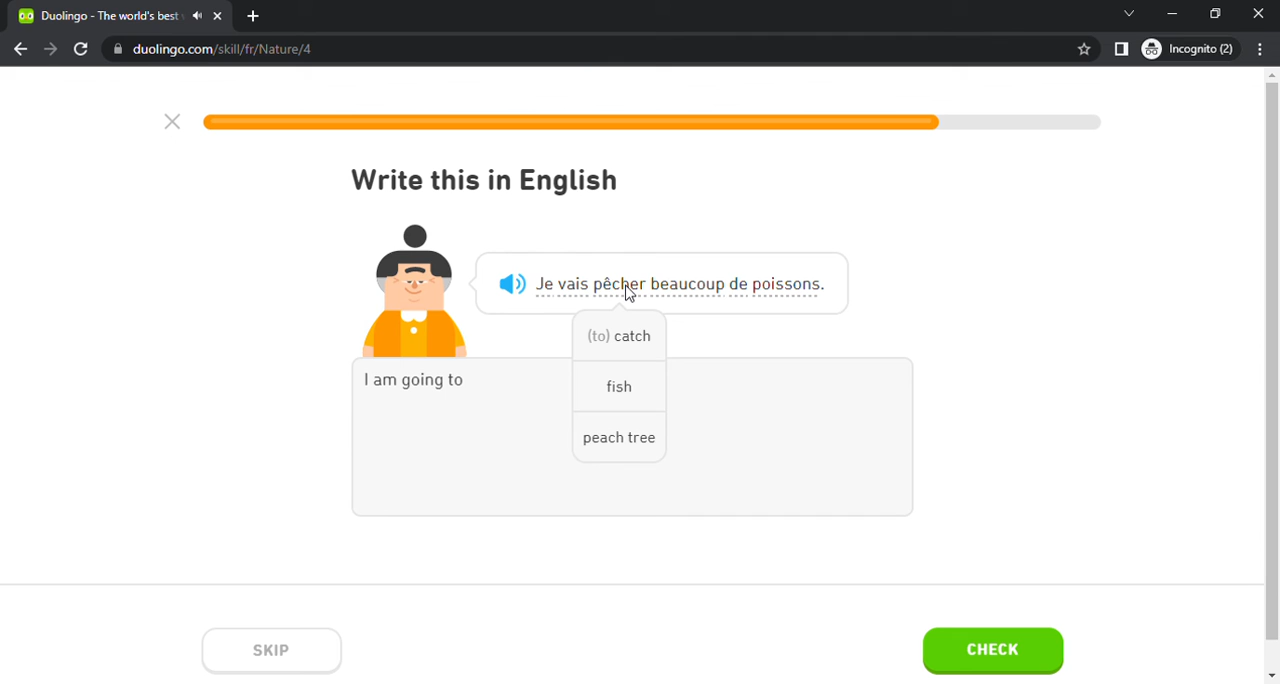 Duolingo - The world's best
duolingo.com/skill/fr/Nature/4
Incognito (2)
Write this in English
Je vais pêcher beaucoup de poissons.
(to) catch
fish
peach tree
I am going to
SKIP
CHECK